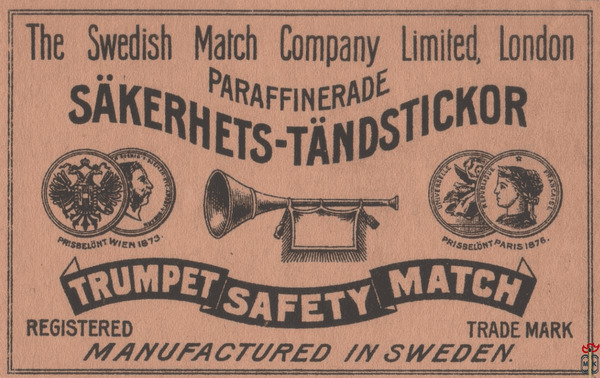 The Swedish Match Company Limited, London
PARAFFINERADE
SÄKERHETS-TÄNDSTICKOR
PRISBELÖNT WIEN 1873.
PRISBELÖNT PARIS 1878.
TRUMPET SAFETY MATCH
REGISTERED
TRADE MARK
MANUFACTURED IN SWEDEN.